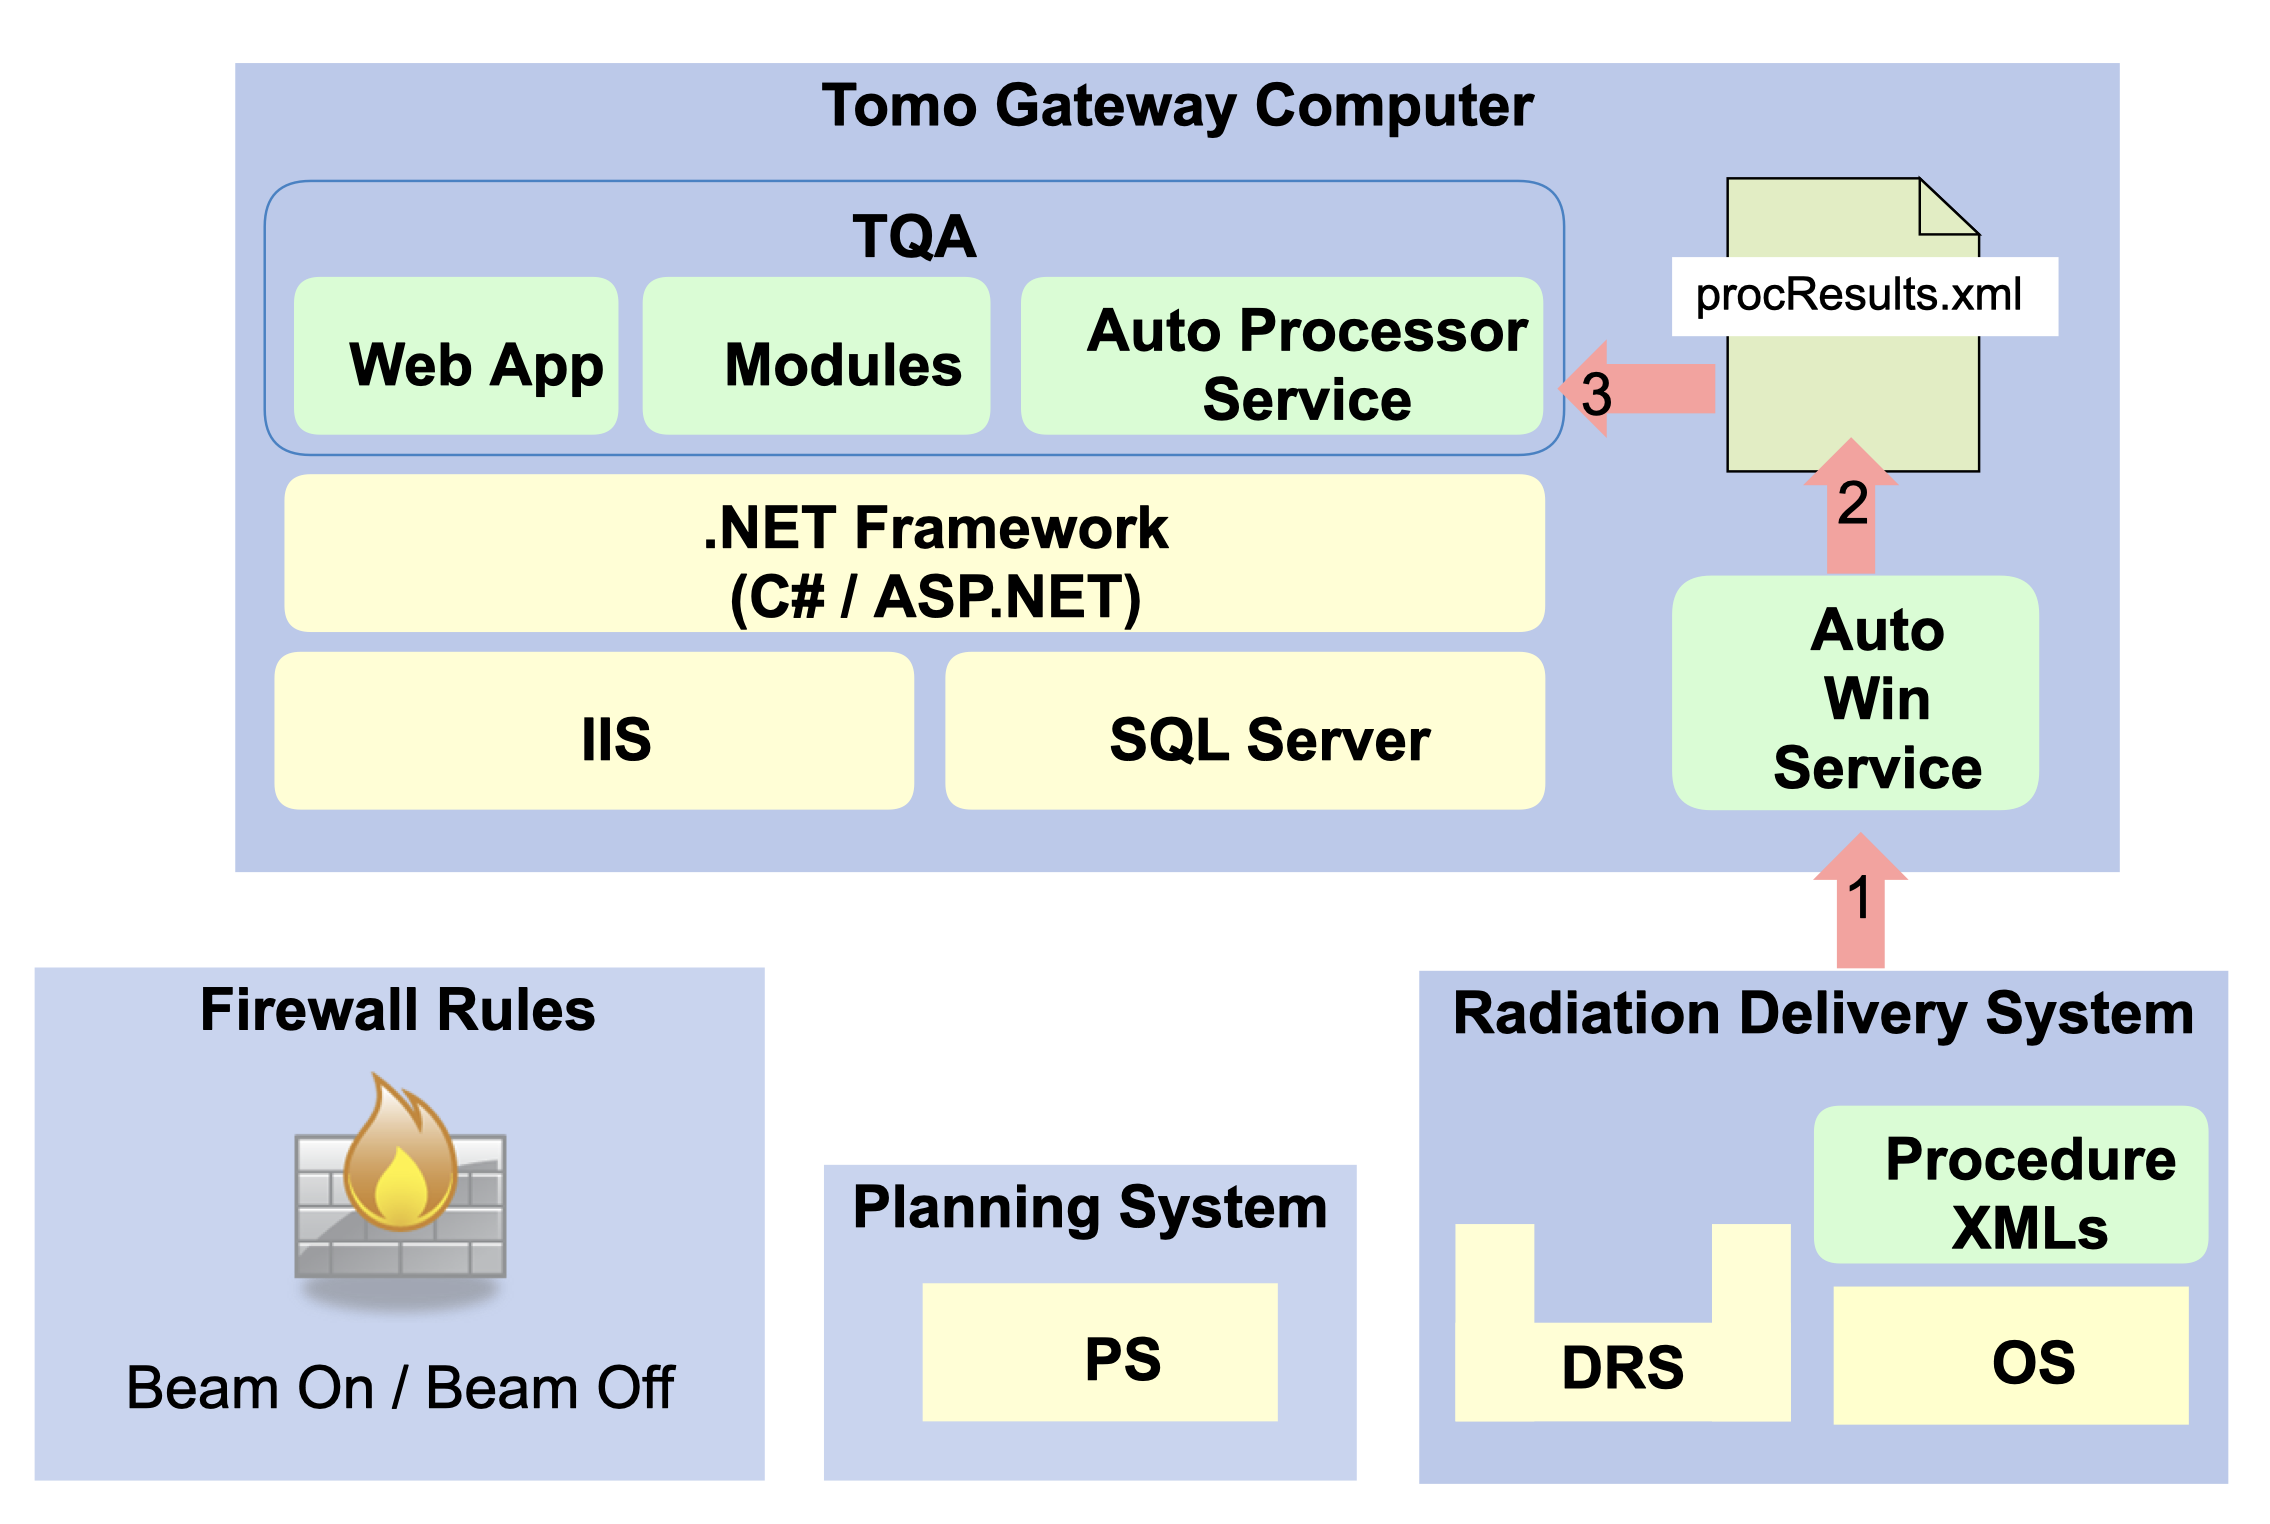 Tomo Gateway Computer
TQA
Web App
Modules
Auto Processor
Service
procResults.xml
3
2
.NET Framework
(C# / ASP.NET)
IIS
SQL Server
Auto
Win
Service
1
Firewall Rules
Beam On / Beam Off
Planning System
PS
Radiation Delivery System
Procedure
XMLs
DRS
OS